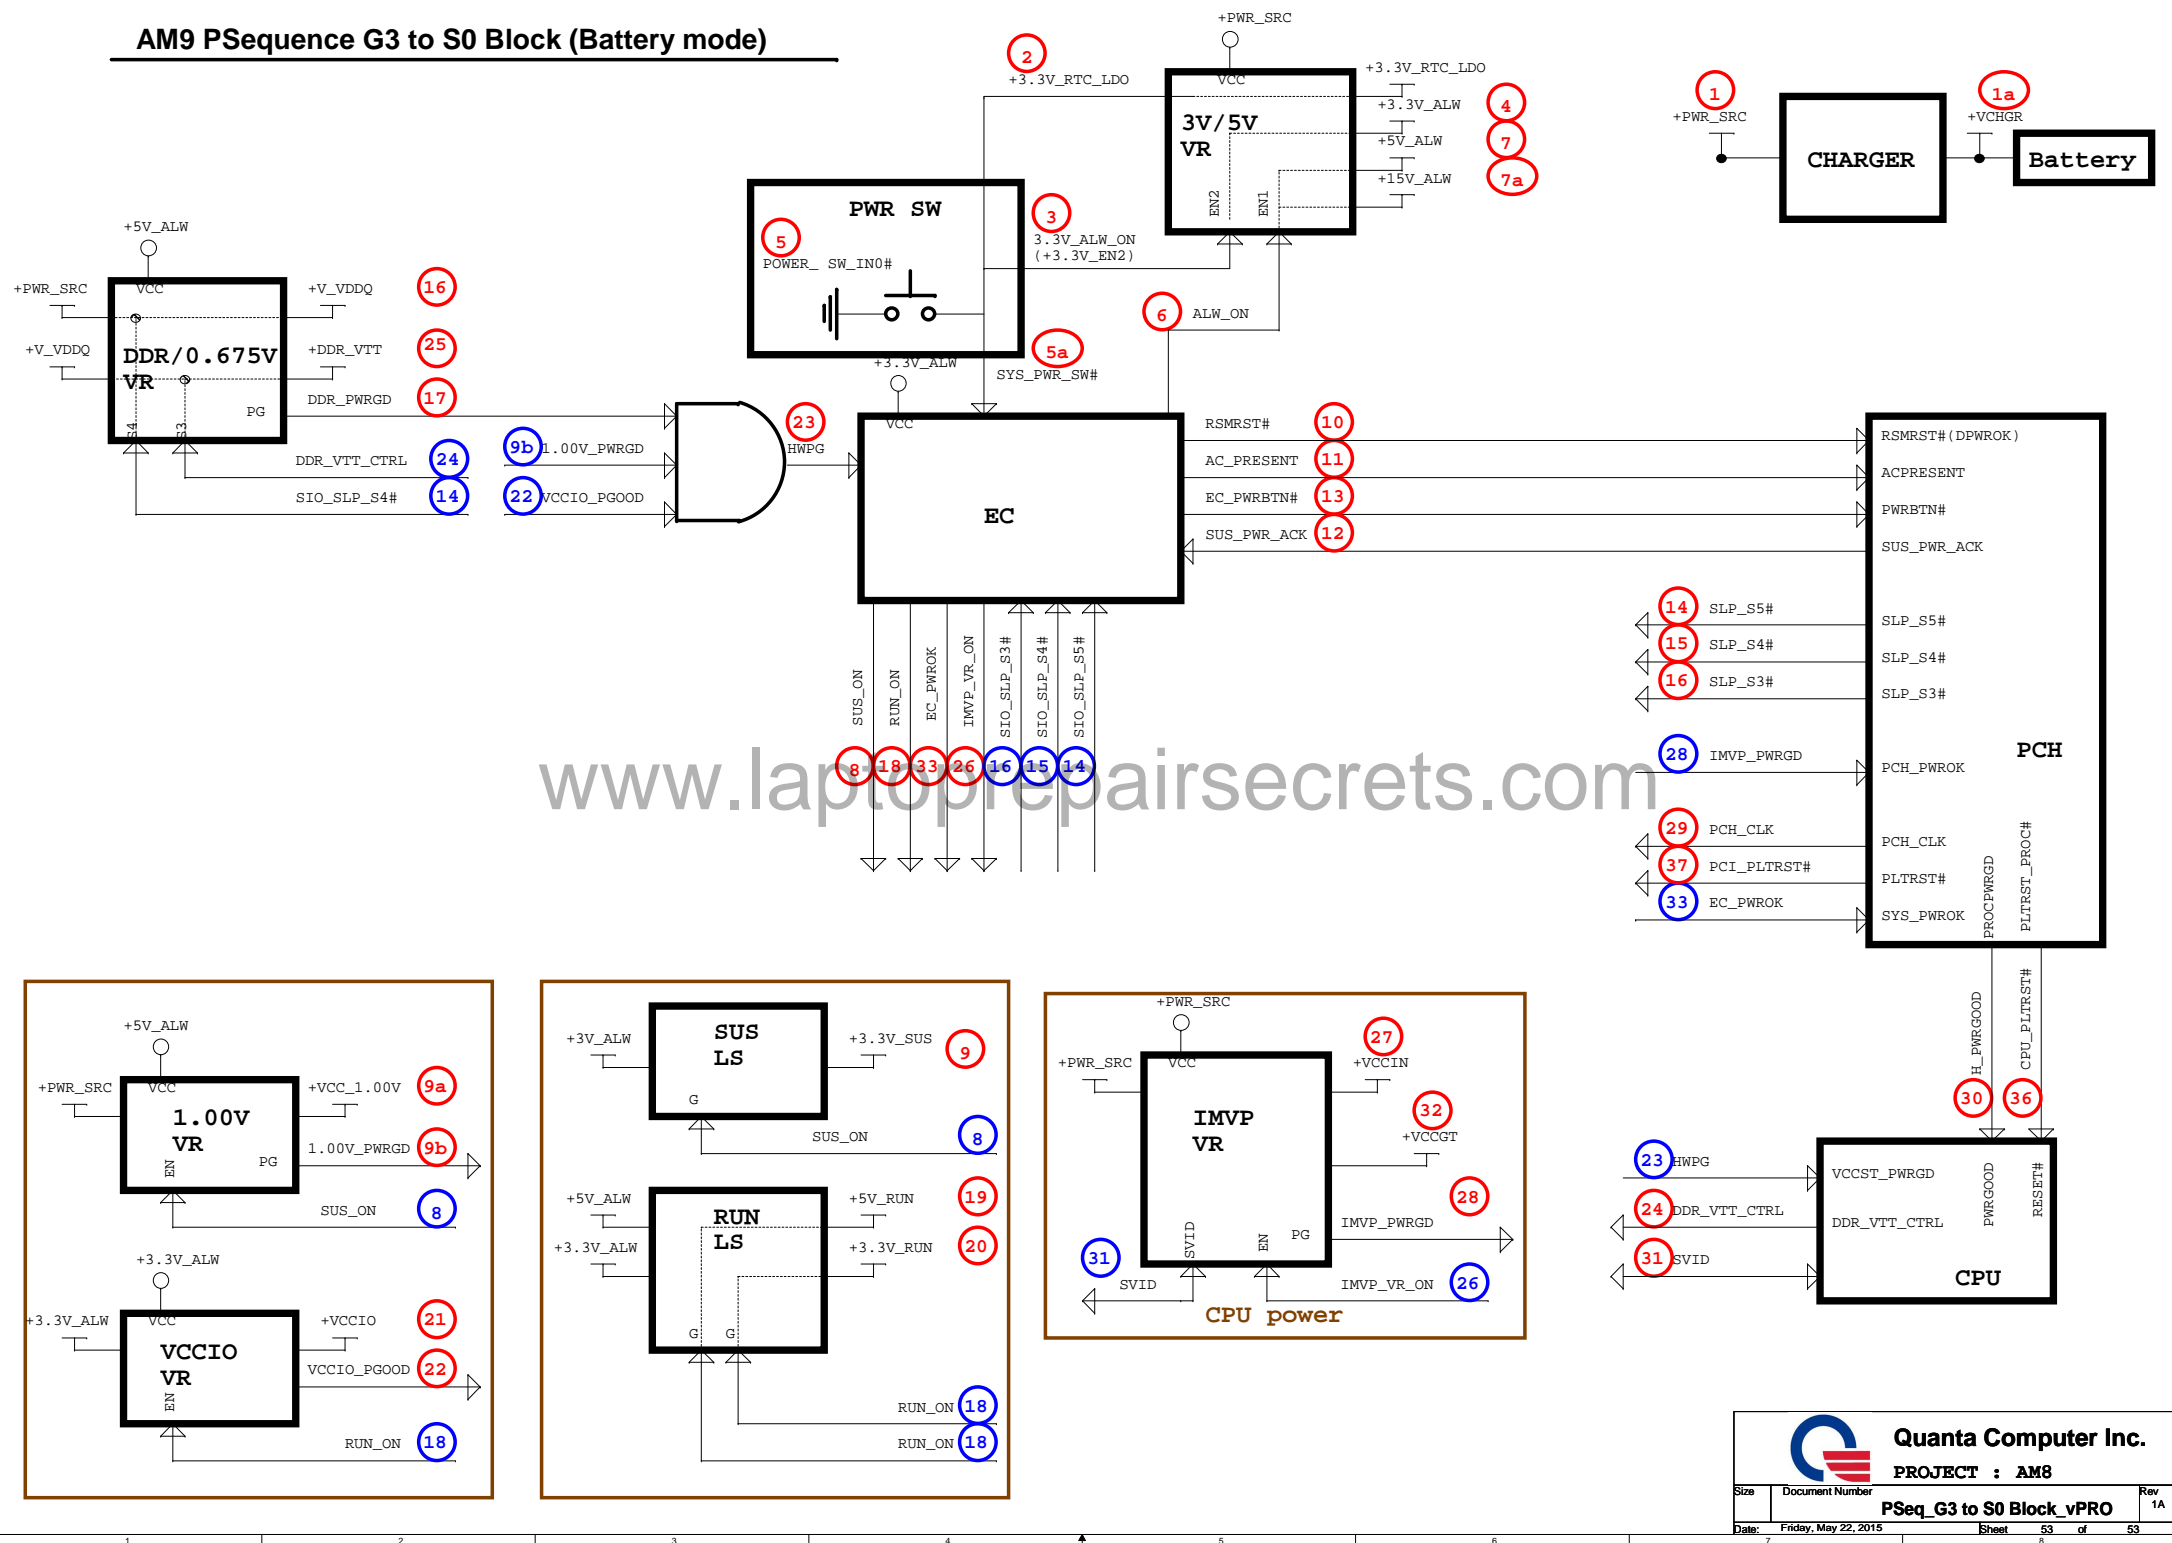 AM9 PSequence G3 to S0 Block (Battery mode)
+PWR_SRC
2
+3.3V_RTC_LDO
VCC
3V/5V
VR
EN2
EN1
+3.3V_RTC_LDO
+3.3V_ALW
4
+5V_ALW
7
+15V_ALW
7a
1
+PWR_SRC
CHARGER
1a
+VCHGR
Battery
PWR SW
5
POWER_ SW_IN0#
3
3.3V_ALW_ON
(+3.3V_EN2)
6
ALW_ON
5a
SYS_PWR_SW#
+5V_ALW
VCC
+PWR_SRC
+V_VDDQ
16
DDR/0.675V
VR
+V_VDDQ
+DDR_VTT
25
PG
DDR_PWRGD
17
S4
S3
DDR_VTT_CTRL
24
SIO_SLP_S4#
14
9b
1.00V_PWRGD
22
VCCIO_PGOOD
23
HWPG
+3.3V_ALW
VCC
EC
RSMRST#
10
AC_PRESENT
11
EC_PWRBTN#
13
SUS_PWR_ACK
12
RSMRST#(DPWROK)
ACPRESENT
PWRBTN#
SUS_PWR_ACK
14
SLP_S5#
SLP_S5#
15
SLP_S4#
SLP_S4#
16
SLP_S3#
SLP_S3#
PCH
28
IMVP_PWRGD
PCH_PWROK
29
PCH_CLK
PCH_CLK
37
PCI_PLTRST#
PLTRST#
33
EC_PWROK
SYS_PWROK
PROCPWRGD
PLTRST_PROC#
SUS_ON
RUN_ON
EC_PWROK
IMVP_VR_ON
SIO_SLP_S3#
SIO_SLP_S4#
SIO_SLP_S5#
8
18
33
26
16
15
14
www.laptoprepairsecrets.com
H_PWRGOOD
CPU_PLTRST#
30
36
23
HWPG
VCCST_PWRGD
24
DDR_VTT_CTRL
DDR_VTT_CTRL
31
SVID
PWRGOOD
RESET#
CPU
+5V_ALW
VCC
+PWR_SRC
1.00V
VR
+VCC_1.00V
9a
1.00V_PWRGD
9b
EN
PG
SUS_ON
8
+3.3V_ALW
VCC
+3.3V_ALW
VCCIO
VR
+VCCIO
21
VCCIO_PGOOD
22
EN
RUN_ON
18
+3V_ALW
SUS
LS
+3.3V_SUS
9
G
SUS_ON
8
+5V_ALW
RUN
LS
+5V_RUN
19
+3.3V_ALW
+3.3V_RUN
20
G
G
RUN_ON
18
RUN_ON
18
+PWR_SRC
VCC
+PWR_SRC
IMVP
VR
27
+VCCIN
32
+VCCGT
28
IMVP_PWRGD
SVID
EN
PG
31
SVID
IMVP_VR_ON
26
CPU power
Quanta Computer Inc.
PROJECT : AM8
Size
Document Number
Rev
PSeq_G3 to S0 Block_vPRO
1A
Date:
Friday, May 22, 2015
Sheet
53
of
53
1
2
3
4
5
6
7
8